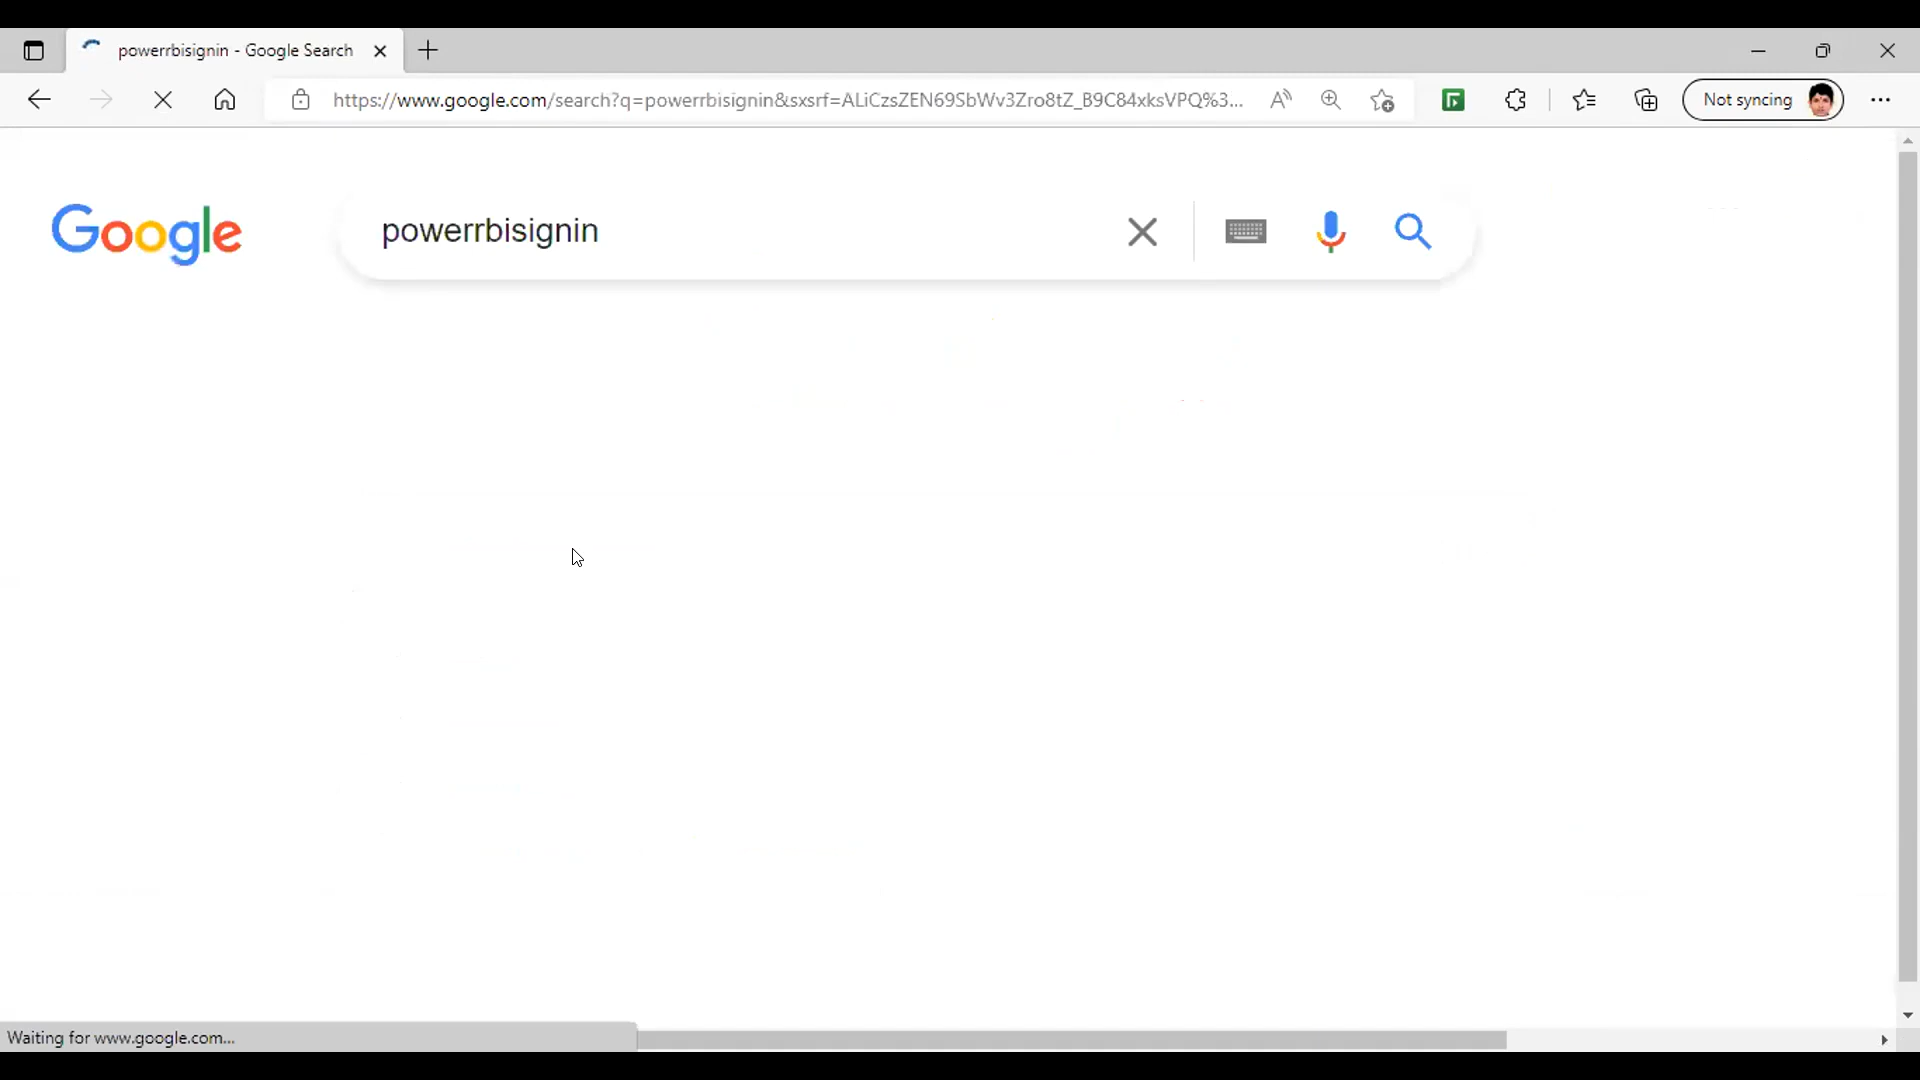 powerrbisignin - Google Search
https://www.google.com/search?q=powerrbisignin&sxsrf=ALiCzsZEN69SbWv3Zro8tZ_B9C84xksVPQ%3...
Not syncing
Google
powerrbisignin
Waiting for www.google.com...